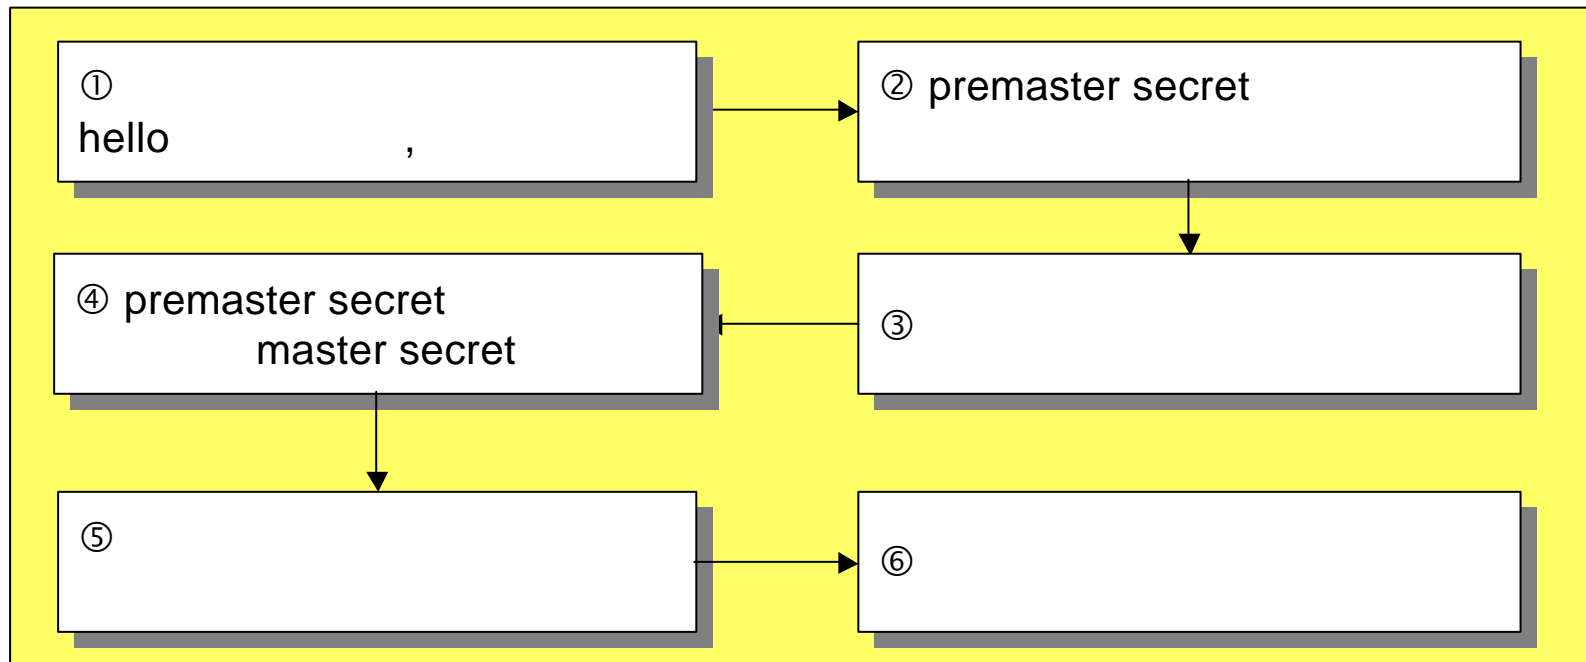 ①
hello ,
② premaster secret
③
④ premaster secret
master secret
⑤
⑥